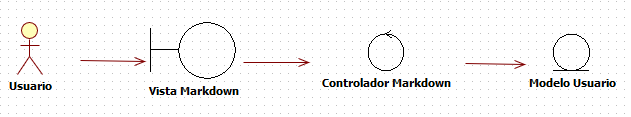 Usuario
Vista Markdown
Controlador Markdown
Modelo Usuario